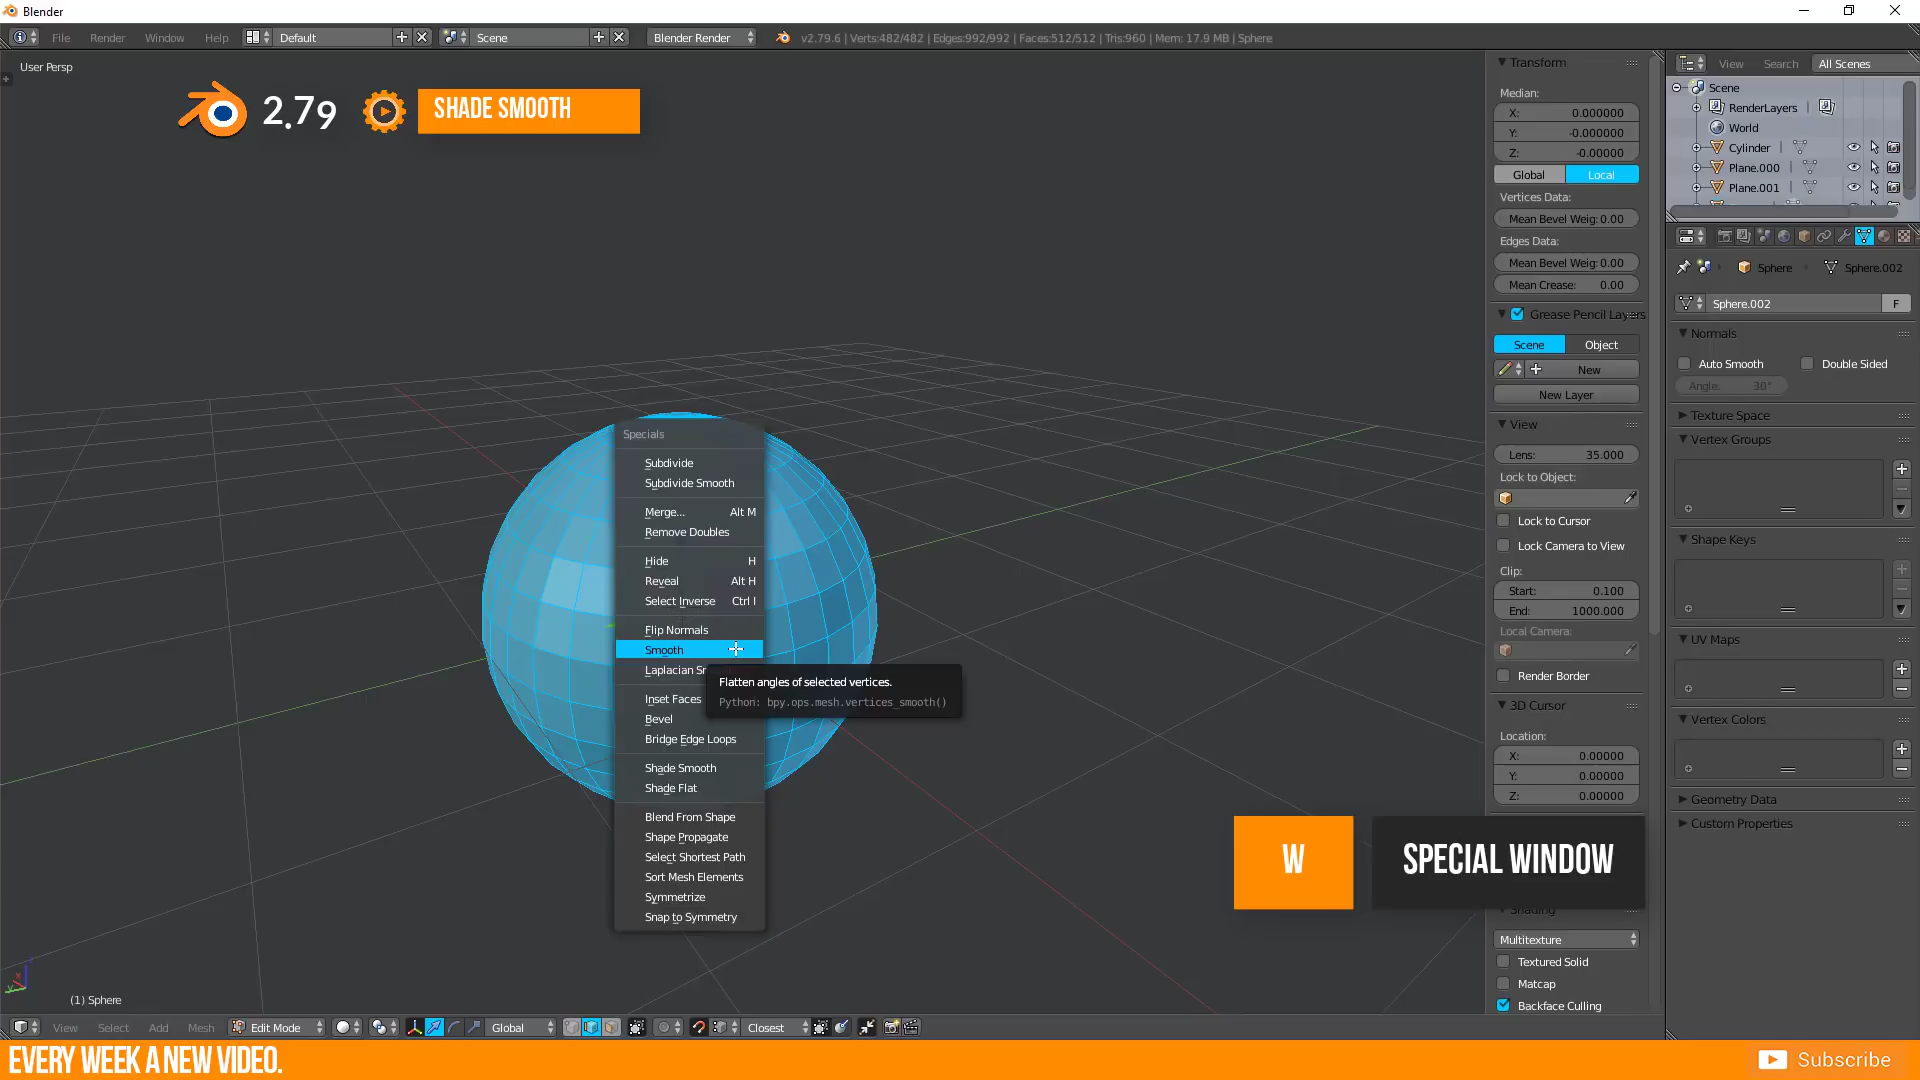 Blender
File Render Window Help Default Scene Blender Render v2.79.6 | Verts:482/482 | Edges:992/992 | Faces:512/512 | Tris:960 | Mem: 17.9 MB | Sphere
User Persp
2.79 SHADE SMOOTH
Specials
Subdivide
Subdivide Smooth
Merge... Alt M
Remove Doubles
Hide H
Reveal Alt H
Select Inverse Ctrl I
Flip Normals
Smooth
Laplacian Sm
Flatten angles of selected vertices.
Python: bpy.ops.mesh.vertices_smooth()
Inset Faces
Bevel
Bridge Edge Loops
Shade Smooth
Shade Flat
Blend From Shape
Shape Propagate
Select Shortest Path
Sort Mesh Elements
Symmetrize
Snap to Symmetry
W SPECIAL WINDOW
(1) Sphere
View Select Add Mesh Edit Mode Global Closest
Transform
Median:
X: 0.000000
Y: -0.000000
Z: -0.00000
Global Local
Vertices Data:
Mean Bevel Weig: 0.00
Edges Data:
Mean Bevel Weig: 0.00
Mean Crease: 0.00
Grease Pencil Layers
Scene Object
New
New Layer
View
Lens: 35.000
Lock to Object:
Lock to Cursor
Lock Camera to View
Clip:
Start: 0.100
End: 1000.000
Local Camera:
Render Border
3D Cursor
Location:
X: 0.00000
Y: 0.00000
Z: 0.00000
Shading
Multitexture
Textured Solid
Matcap
Backface Culling
View Search All Scenes
Scene
RenderLayers
World
Cylinder
Plane.000
Plane.001
Sphere Sphere.002
Sphere.002 F
Normals
Auto Smooth Double Sided
Angle: 30°
Texture Space
Vertex Groups
Shape Keys
UV Maps
Vertex Colors
Geometry Data
Custom Properties
EVERY WEEK A NEW VIDEO.
Subscribe